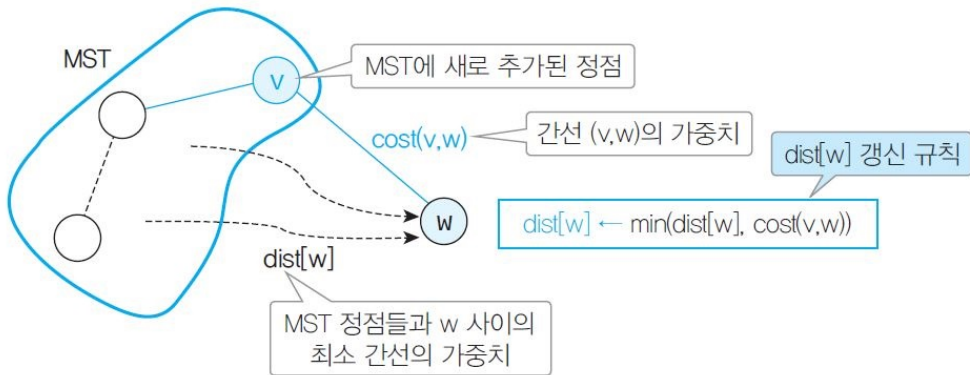 MST
v
MST에 새로 추가된 정점
cost(v,w)
간선 (v,w)의 가중치
dist[w] 갱신 규칙
w
dist[w] ← min(dist[w], cost(v,w))
dist[w]
MST 정점들과 w 사이의
최소 간선의 가중치